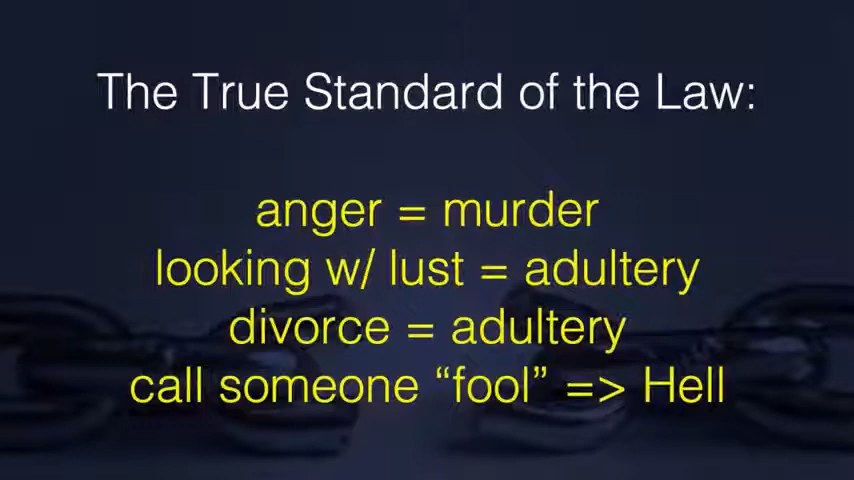 The True Standard of the Law:
anger = murder
looking w/ lust = adultery
divorce = adultery
call someone “fool” => Hell